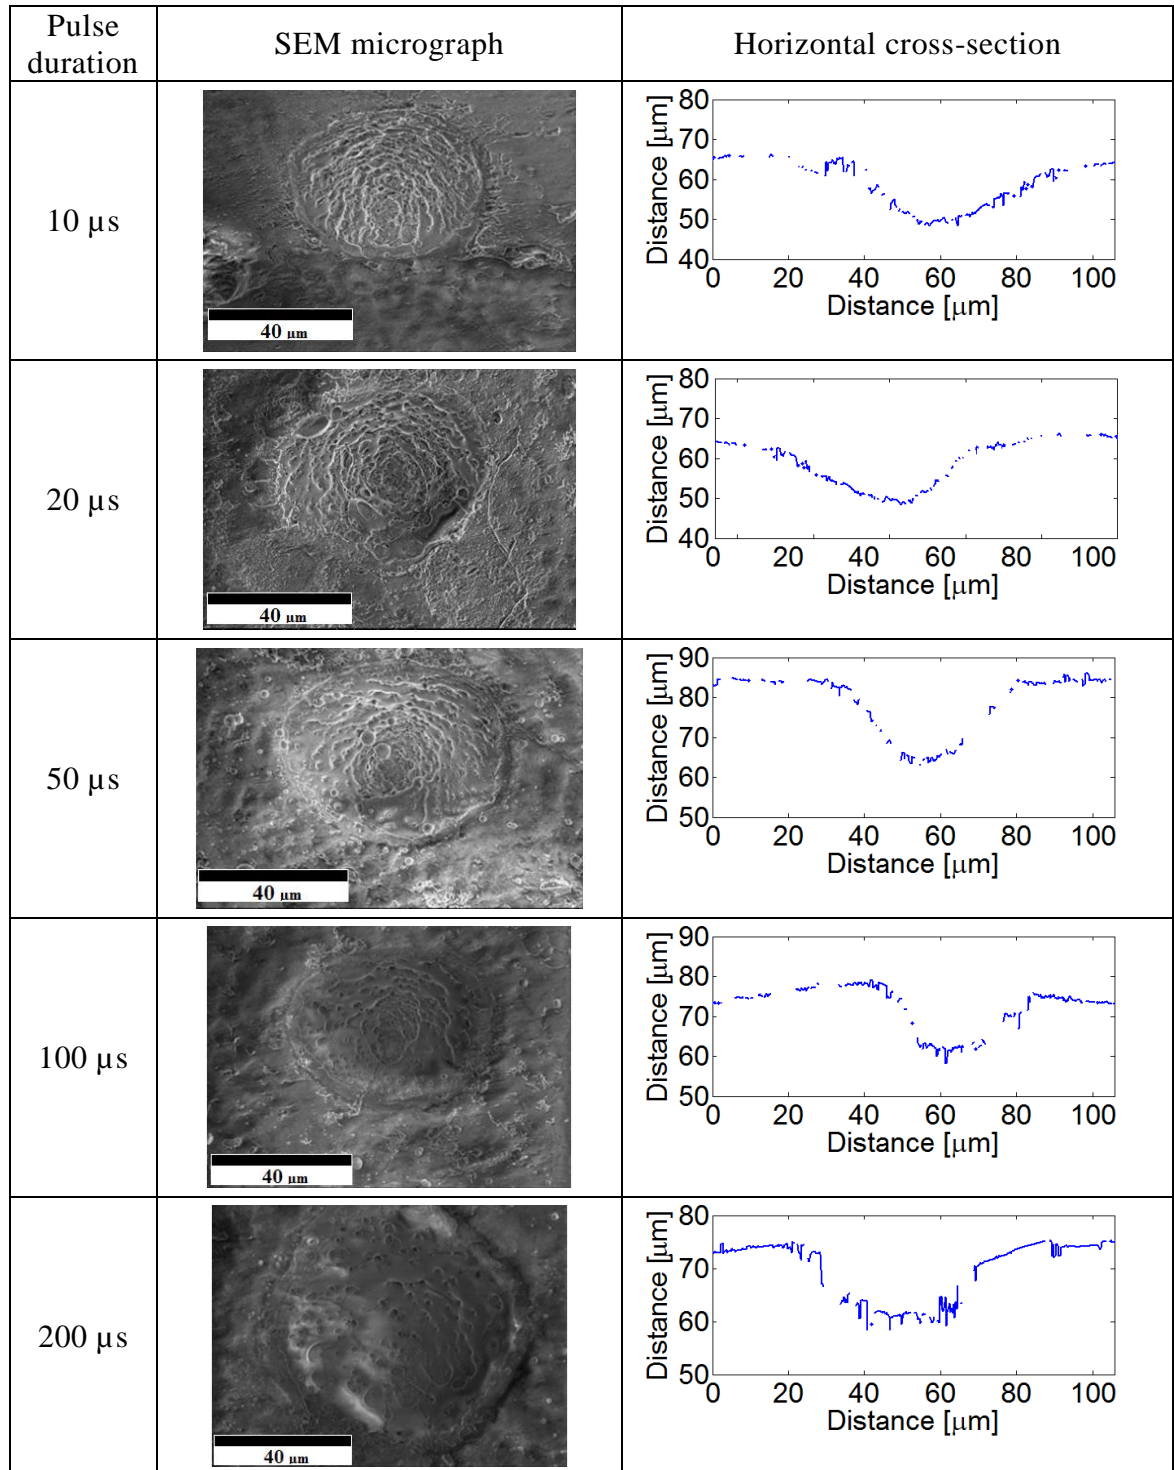 Pulse
duration
SEM micrograph
Horizontal cross-section
10 µs
40 µm
80
70
60
50
40
Distance [µm]
0 20 40 60 80 100
Distance [µm]
20 µs
40 µm
80
70
60
50
40
Distance [µm]
0 20 40 60 80 100
Distance [µm]
50 µs
40 µm
90
80
70
60
50
Distance [µm]
0 20 40 60 80 100
Distance [µm]
100 µs
40 µm
90
80
70
60
50
Distance [µm]
0 20 40 60 80 100
Distance [µm]
200 µs
40 µm
80
70
60
50
Distance [µm]
0 20 40 60 80 100
Distance [µm]